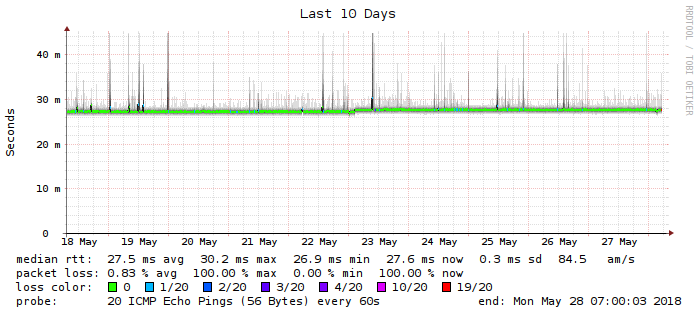 Last 10 Days
RRDTOOL / TOBI OETIKER
Seconds
40 m
30 m
20 m
10 m
0
18 May 19 May 20 May 21 May 22 May 23 May 24 May 25 May 26 May 27 May
median rtt: 27.5 ms avg 30.2 ms max 26.9 ms min 27.6 ms now 0.3 ms sd 84.5 am/s
packet loss: 0.83 % avg 100.00 % max 0.00 % min 100.00 % now
loss color: 0 1/20 2/20 3/20 4/20 10/20 19/20
probe: 20 ICMP Echo Pings (56 Bytes) every 60s end: Mon May 28 07:00:03 2018